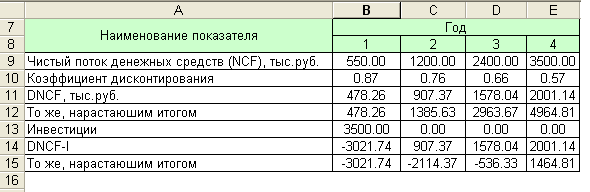 A B C D E
7 Наименование показателя Год
8 1 2 3 4
9 Чистый поток денежных средств (NCF), тыс.руб. 550.00 1200.00 2400.00 3500.00
10 Коэффициент дисконтирования 0.87 0.76 0.66 0.57
11 DNCF, тыс.руб. 478.26 907.37 1578.04 2001.14
12 То же, нарастаюшим итогом 478.26 1385.63 2963.67 4964.81
13 Инвестиции 3500.00 0.00 0.00 0.00
14 DNCF-I -3021.74 907.37 1578.04 2001.14
15 То же, нарастаюшим итогом -3021.74 -2114.37 -536.33 1464.81
16